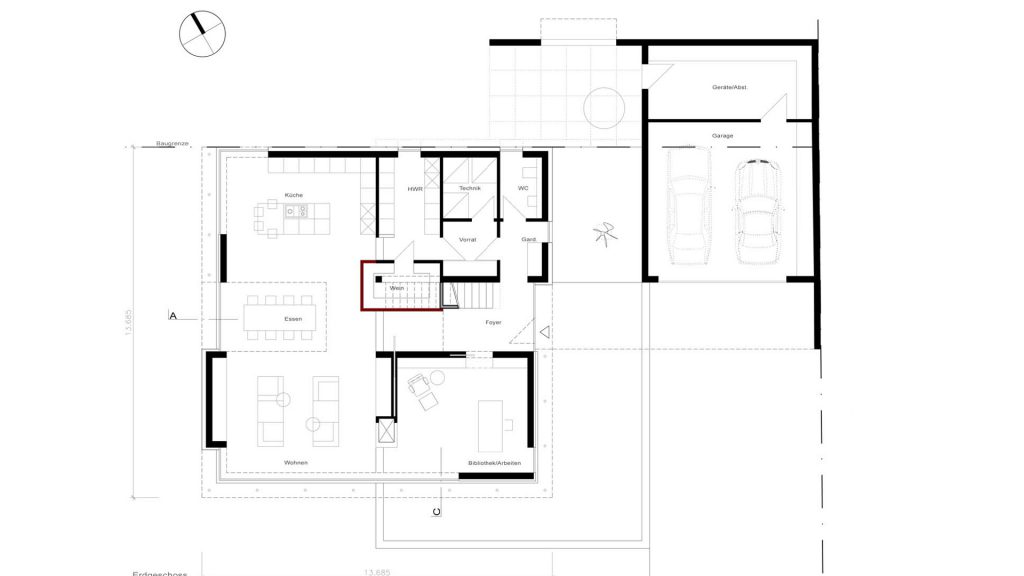 Geräte/Abst.
Garage
Baugrenze
Küche
HWR
Technik
WC
Vorrat
Gard.
Wein
A
Essen
Foyer
13.685
Wohnen
Bibliothek/Arbeiten
C
13.685
Erdgeschoss